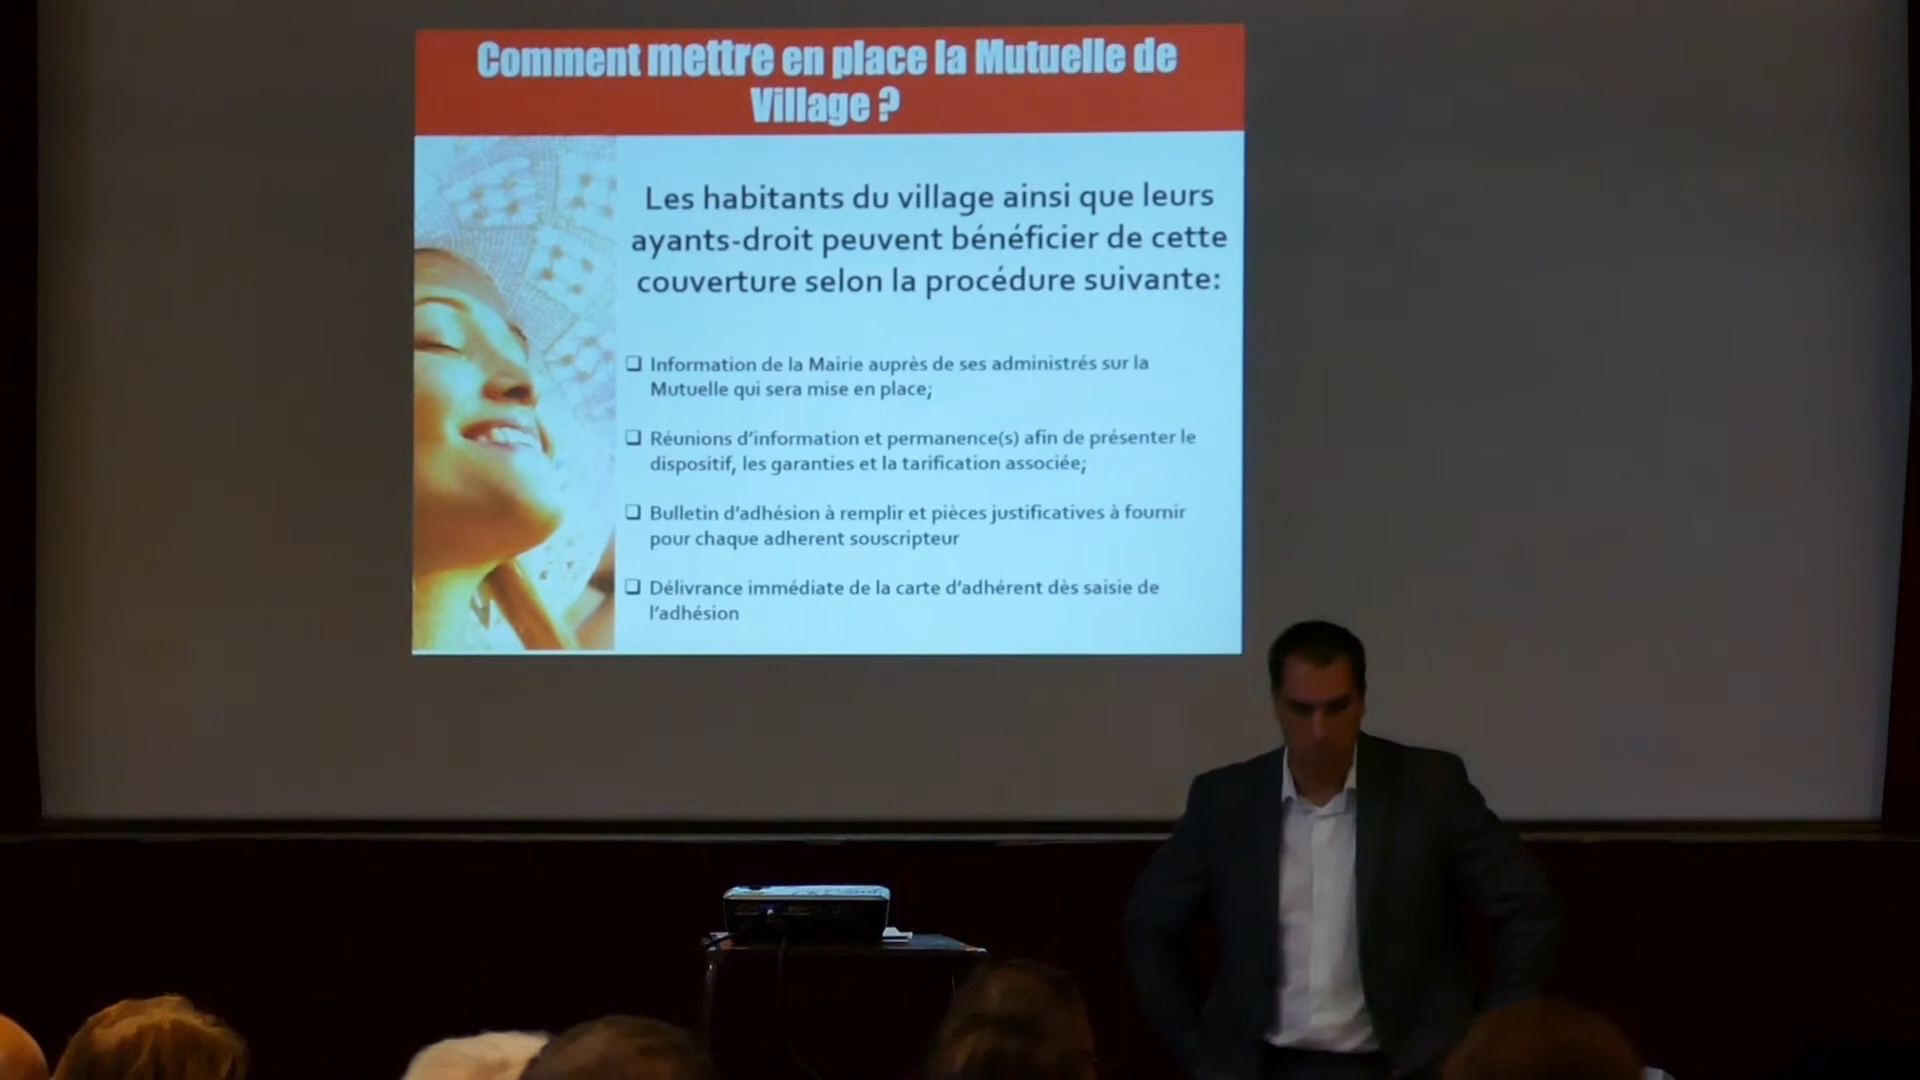 Comment mettre en place la Mutuelle de
Village ?
Les habitants du village ainsi que leurs
ayants-droit peuvent bénéficier de cette
couverture selon la procédure suivante:
❑ Information de la Mairie auprès de ses administrés sur la
Mutuelle qui sera mise en place;
❑ Réunions d'information et permanence(s) afin de présenter le
dispositif, les garanties et la tarification associée;
❑ Bulletin d'adhésion à remplir et pièces justificatives à fournir
pour chaque adherent souscripteur
❑ Délivrance immédiate de la carte d'adhérent dès saisie de
l'adhésion